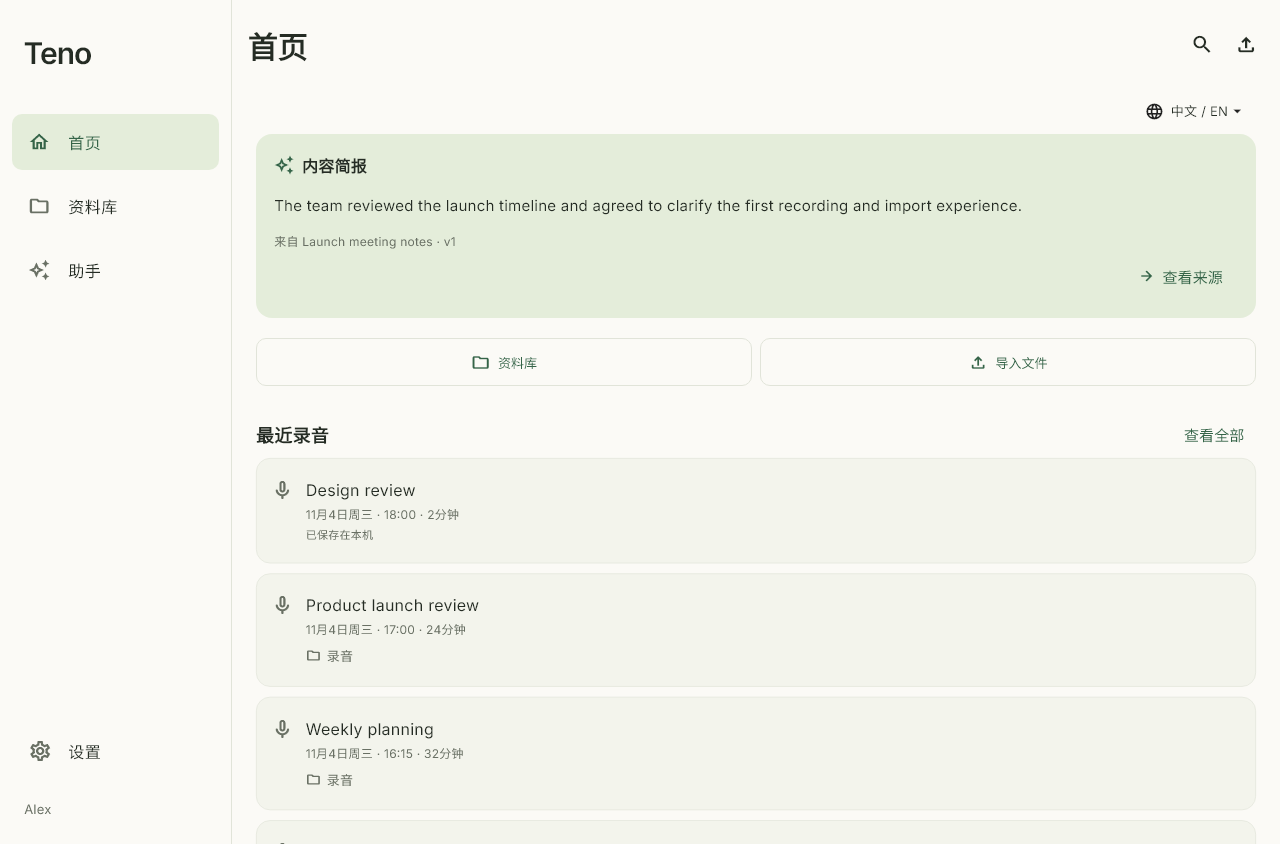 Teno
首页
资料库
助手
设置
Alex
首页
中文 / EN
内容简报
The team reviewed the launch timeline and agreed to clarify the first recording and import experience.
来自 Launch meeting notes · v1
查看来源
资料库
导入文件
最近录音
查看全部
Design review
11月4日周三 · 18:00 · 2分钟
已保存在本机
Product launch review
11月4日周三 · 17:00 · 24分钟
录音
Weekly planning
11月4日周三 · 16:15 · 32分钟
录音